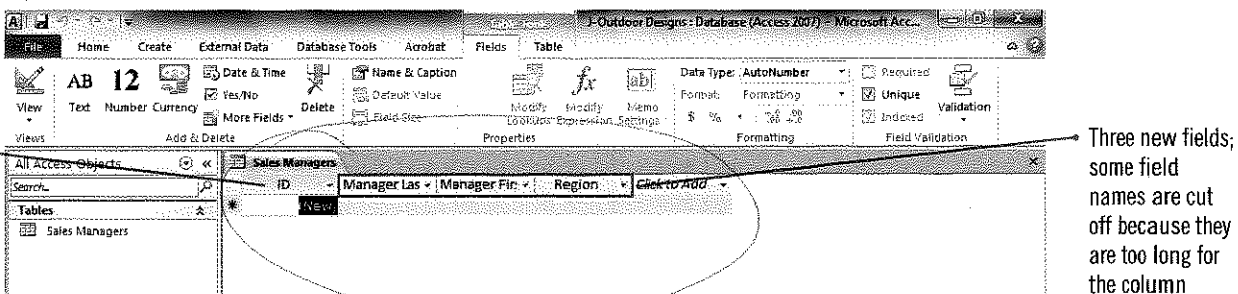 J-Outdoor Designs : Database (Access 2007) - Microsoft Acc...
File Home Create External Data Database Tools Acrobat Fields Table
AB 12 Date & Time Name & Caption fx ab Data Type: AutoNumber Required
Yes/No Default Value Format: Formatting Unique
View Text Number Currency More Fields Delete Field Size Modify Lookups Modify Expression Memo Settings $ % Indexed Validation
Views Add & Delete Properties Formatting Field Validation
All Access Objects Sales Managers
Search... ID Manager Las Manager Fir Region Click to Add
Tables (New)
Sales Managers
Three new fields;
some field
names are cut
off because they
are too long for
the column